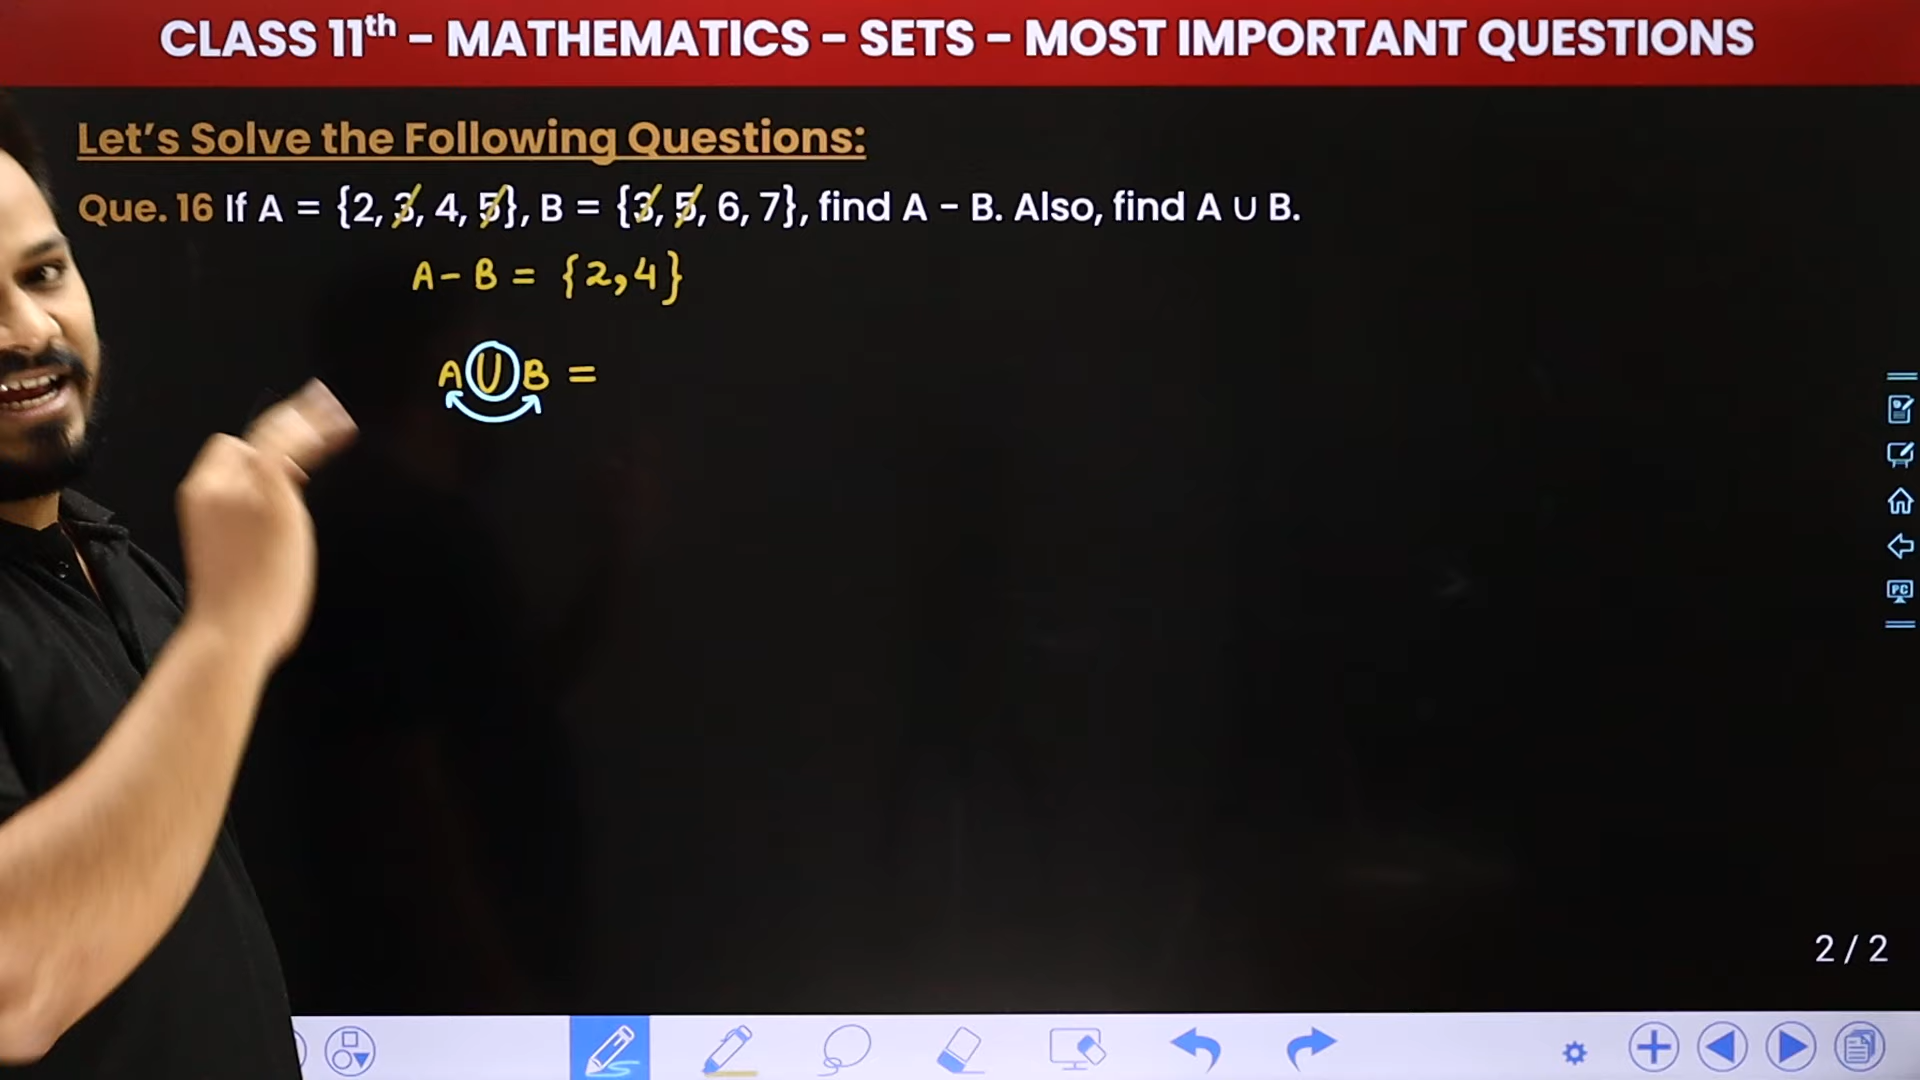 CLASS 11th - MATHEMATICS - SETS - MOST IMPORTANT QUESTIONS
Let's Solve the Following Questions:
Que. 16 If A = {2, 3, 4, 5}, B = {3, 5, 6, 7}, find A - B. Also, find A ∪ B.
A - B = {2,4}
A U B =
PC
2 / 2